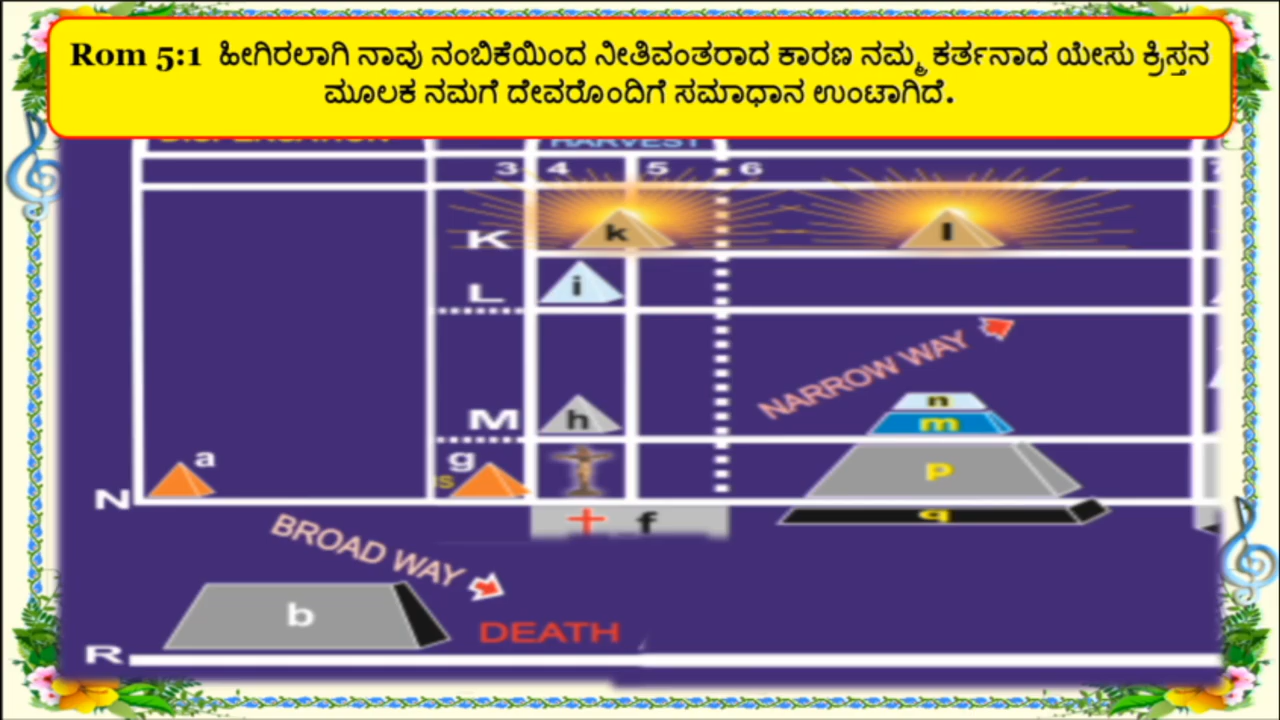 Rom 5:1 ಹೀಗಿರಲಾಗಿ ನಾವು ನಂಬಿಕೆಯಿಂದ ನೀತಿವಂತರಾದ ಕಾರಣ ನಮ್ಮ ಕರ್ತನಾದ ಯೇಸು ಕ್ರಿಸ್ತನ
ಮೂಲಕ ನಮಗೆ ದೇವರೊಂದಿಗೆ ಸಮಾಧಾನ ಉಂಟಾಗಿದೆ.
HARVEST
3 4 5 6
K k l
L i
NARROW WAY
n
M h m
a g
P
N
f q
BROAD WAY
b
DEATH
R